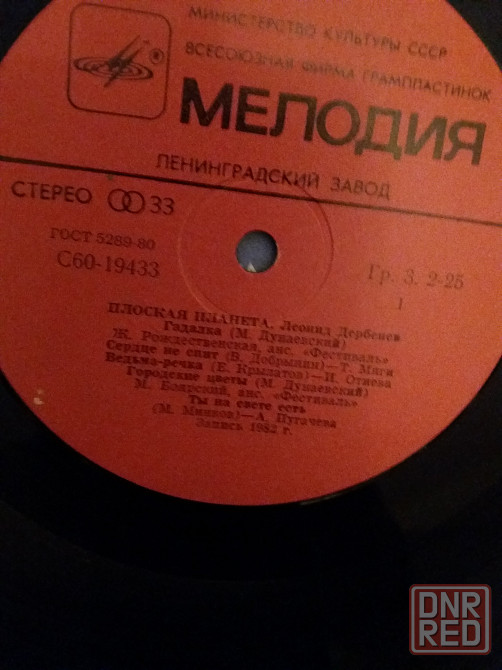 МИНИСТЕРСТВО КУЛЬТУРЫ СССР
ВСЕСОЮЗНАЯ ФИРМА ГРАМПЛАСТИНОК
МЕЛОДИЯ
ЛЕНИНГРАДСКИЙ ЗАВОД
СТЕРЕО 33
ГОСТ 5289-80
С60-19433
Гр. 3. 2-25
1
ПЛОСКАЯ ПЛАНЕТА. Леонид Дербенев
Гадалка (М. Дунаевский)
Ж. Рождественская, анс. «Фестиваль»
Сердце не спит (В. Добрынин)—Т. Мяги
Ведьма-речка (Е. Крылатов)—И. Отиева
Городские цветы (М. Дунаевский)
М. Боярский, анс. «Фестиваль»
Ты на свете есть
(М. Минков)—А. Пугачева
Запись 1982 г.
DNR
RED